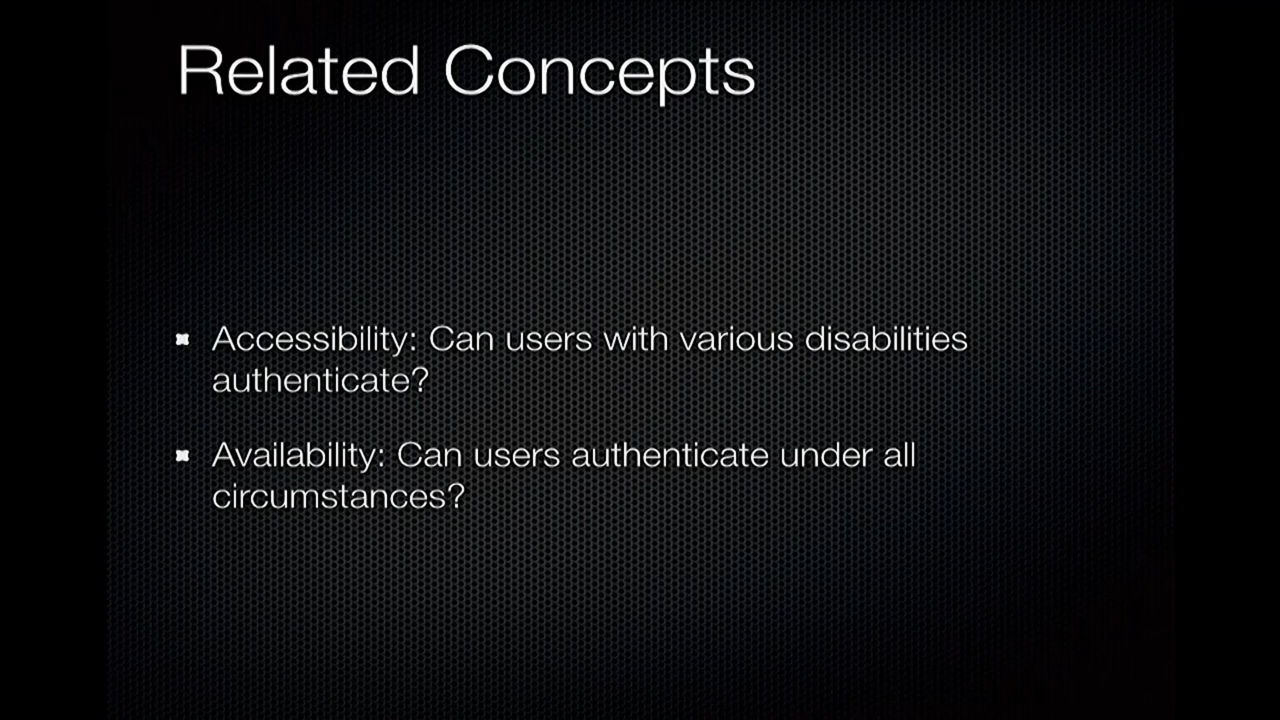 Related Concepts
Accessibility: Can users with various disabilities
authenticate?
Availability: Can users authenticate under all
circumstances?